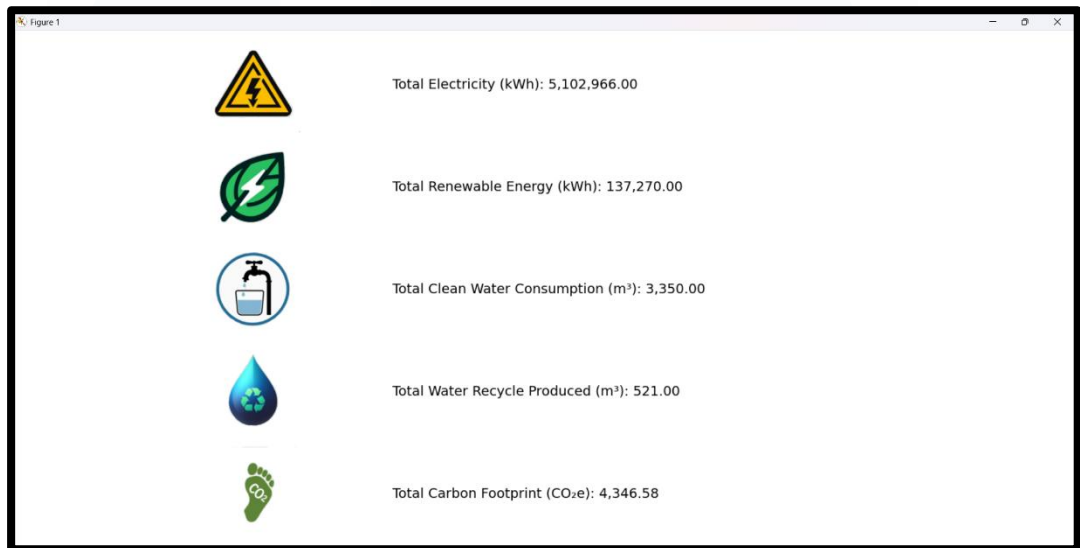 Figure 1
Total Electricity (kWh): 5,102,966.00
Total Renewable Energy (kWh): 137,270.00
Total Clean Water Consumption (m³): 3,350.00
Total Water Recycle Produced (m³): 521.00
CO₂
Total Carbon Footprint (CO₂e): 4,346.58